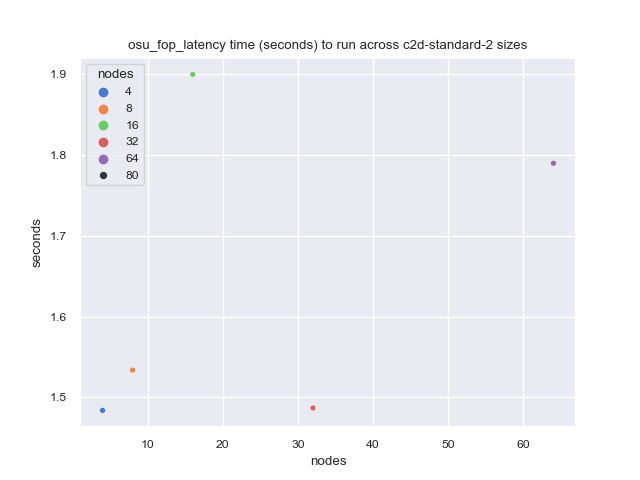 osu_fop_latency time (seconds) to run across c2d-standard-2 sizes
nodes
4
8
16
32
64
80
1.9
1.8
1.7
1.6
1.5
seconds
10 20 30 40 50 60
nodes